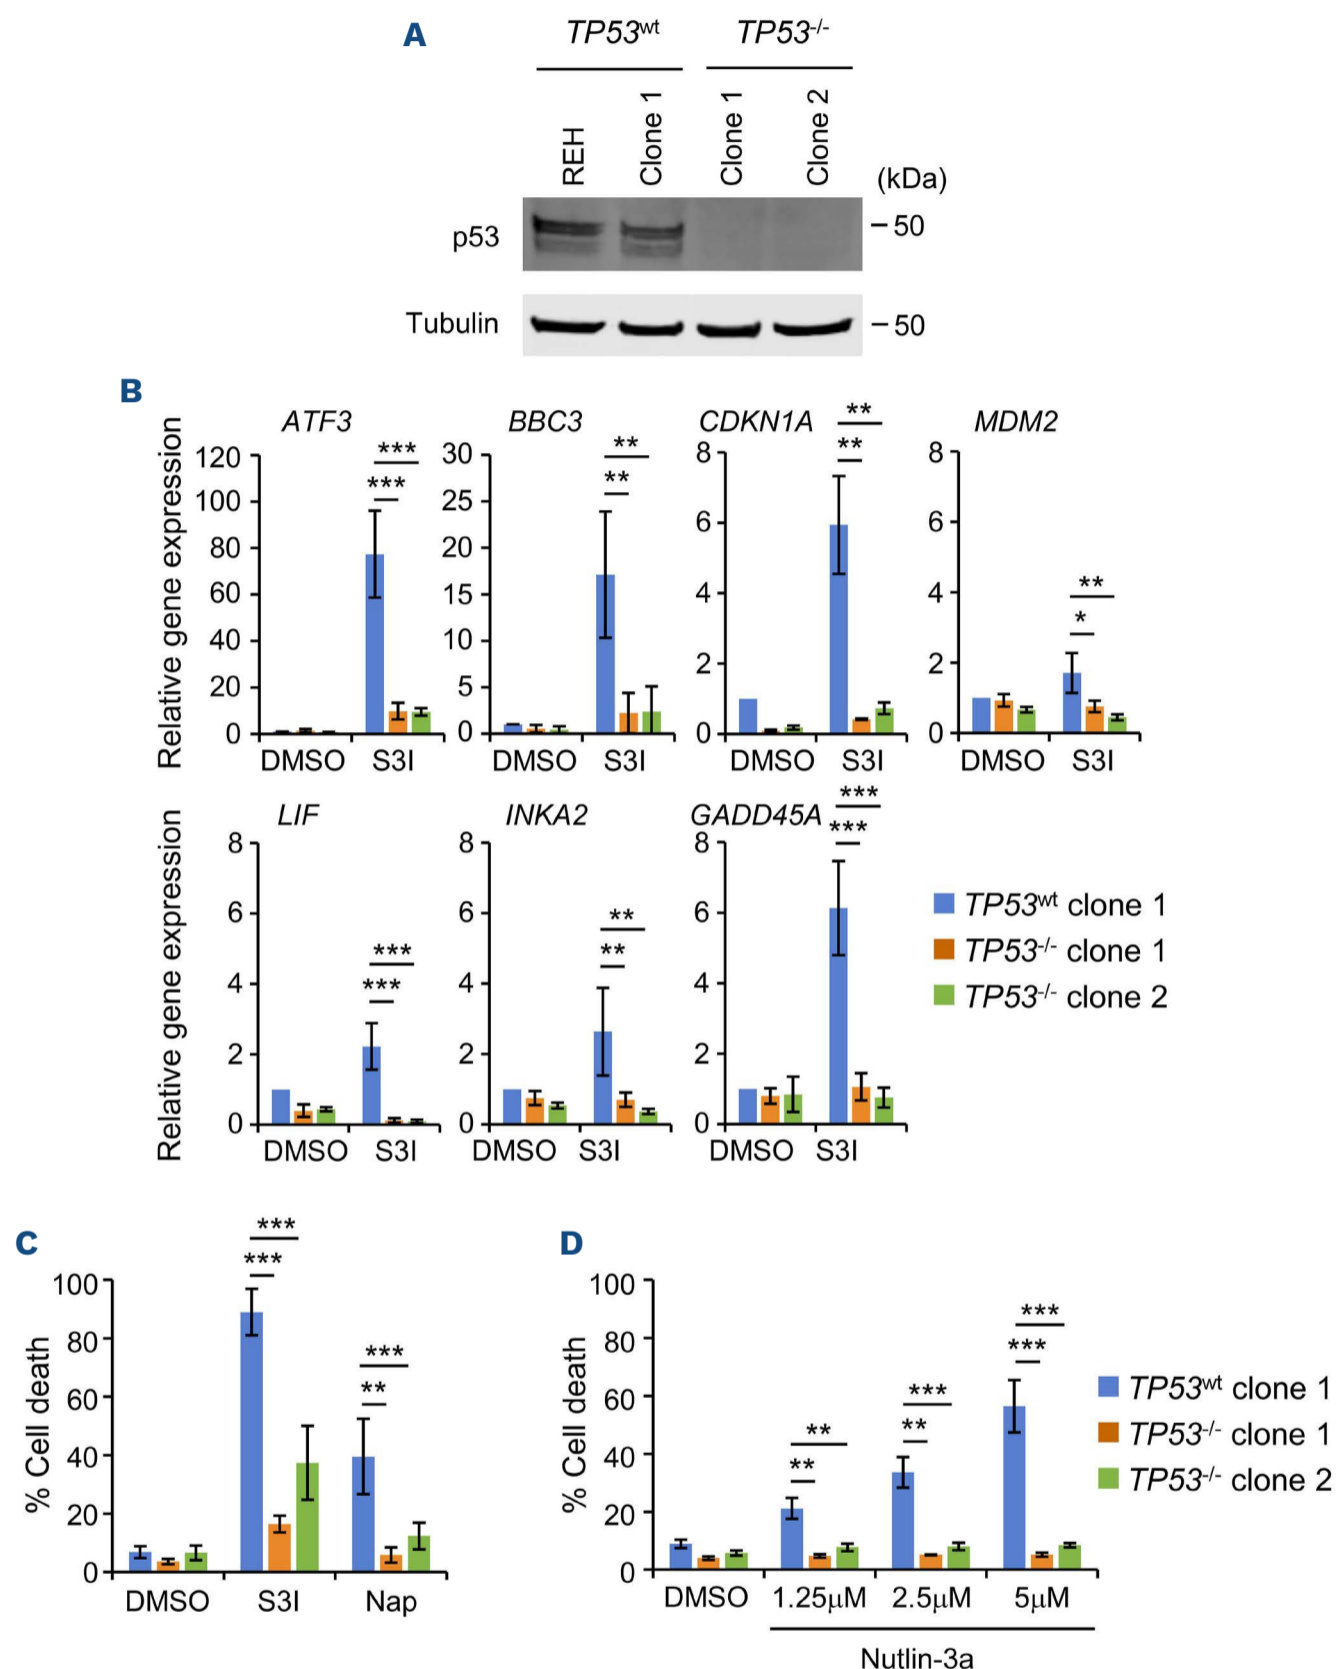 A
TP53wt TP53-/-
REH Clone 1 Clone 1 Clone 2 (kDa)
p53 50
Tubulin 50
B
ATF3 BBC3 CDKN1A MDM2
Relative gene expression
120 100 80 60 40 20 0
*** ***
DMSO S3I
30 25 20 15 10 5 0
** **
DMSO S3I
8 6 4 2 0
** **
DMSO S3I
8 6 4 2 0
** *
DMSO S3I
LIF INKA2 GADD45A
Relative gene expression
8 6 4 2 0
*** ***
DMSO S3I
8 6 4 2 0
** **
DMSO S3I
8 6 4 2 0
*** ***
DMSO S3I
TP53wt clone 1
TP53-/- clone 1
TP53-/- clone 2
C
% Cell death
100 80 60 40 20 0
*** ***
*** **
DMSO S3I Nap
D
% Cell death
100 80 60 40 20 0
** **
*** **
*** ***
DMSO 1.25μM 2.5μM 5μM
Nutlin-3a
TP53wt clone 1
TP53-/- clone 1
TP53-/- clone 2